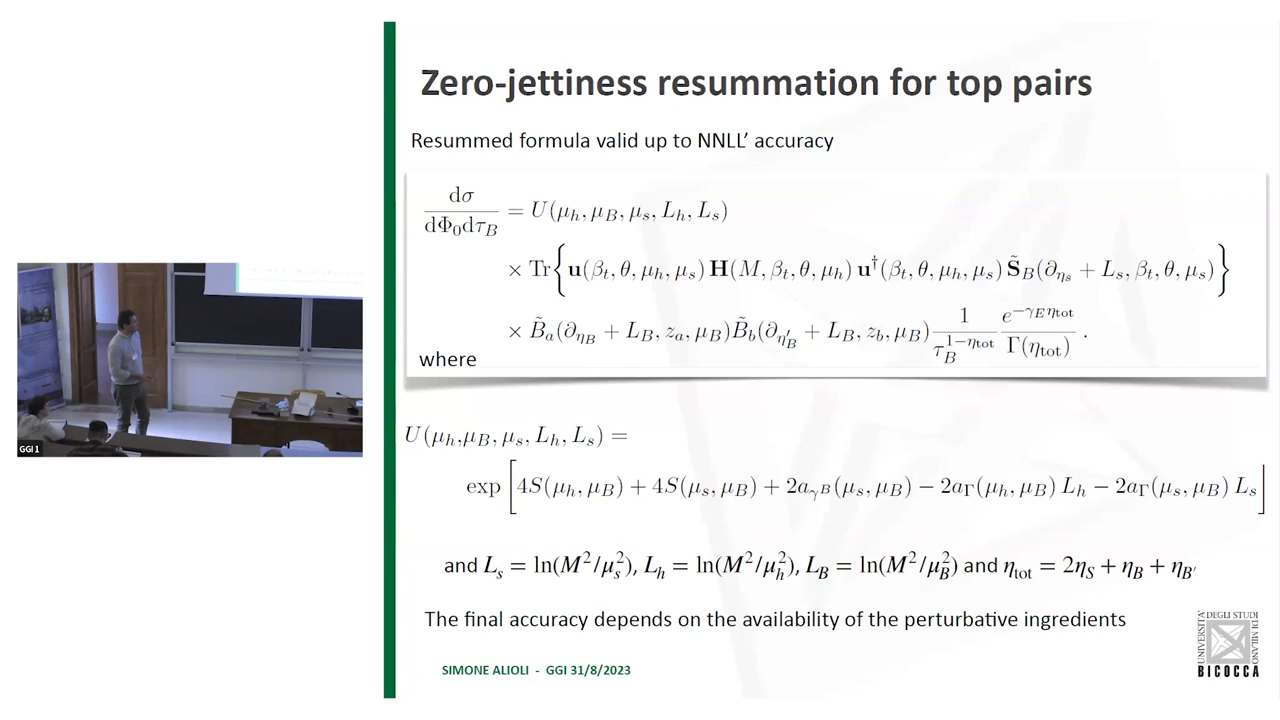 Zero-jettiness resummation for top pairs
Resummed formula valid up to NNLL' accuracy
dσ/dΦ₀dτ_B = U(μ_h, μ_B, μ_s, L_h, L_s)
× Tr{u(β_t, θ, μ_h, μ_s) H(M, β_t, θ, μ_h) u†(β_t, θ, μ_h, μ_s) S̃_B(∂_{η_s} + L_s, β_t, θ, μ_s)}
× B̃_a(∂_{η_B} + L_B, z_a, μ_B)B̃_b(∂_{η'_B} + L_B, z_b, μ_B) 1/τ_B^{1−η_tot} e^{−γ_E η_tot}/Γ(η_tot) .
where
U(μ_h,μ_B, μ_s, L_h, L_s) =
exp [4S(μ_h, μ_B) + 4S(μ_s, μ_B) + 2a_{γ^B}(μ_s, μ_B) − 2a_Γ(μ_h, μ_B) L_h − 2a_Γ(μ_s, μ_B) L_s]
and L_s = ln(M²/μ_s²), L_h = ln(M²/μ_h²), L_B = ln(M²/μ_B²) and η_tot = 2η_S + η_B + η_{B'}
The final accuracy depends on the availability of the perturbative ingredients
SIMONE ALIOLI - GGI 31/8/2023
UNIVERSITÀ DEGLI STUDI DI MILANO
BICOCCA
GGI 1